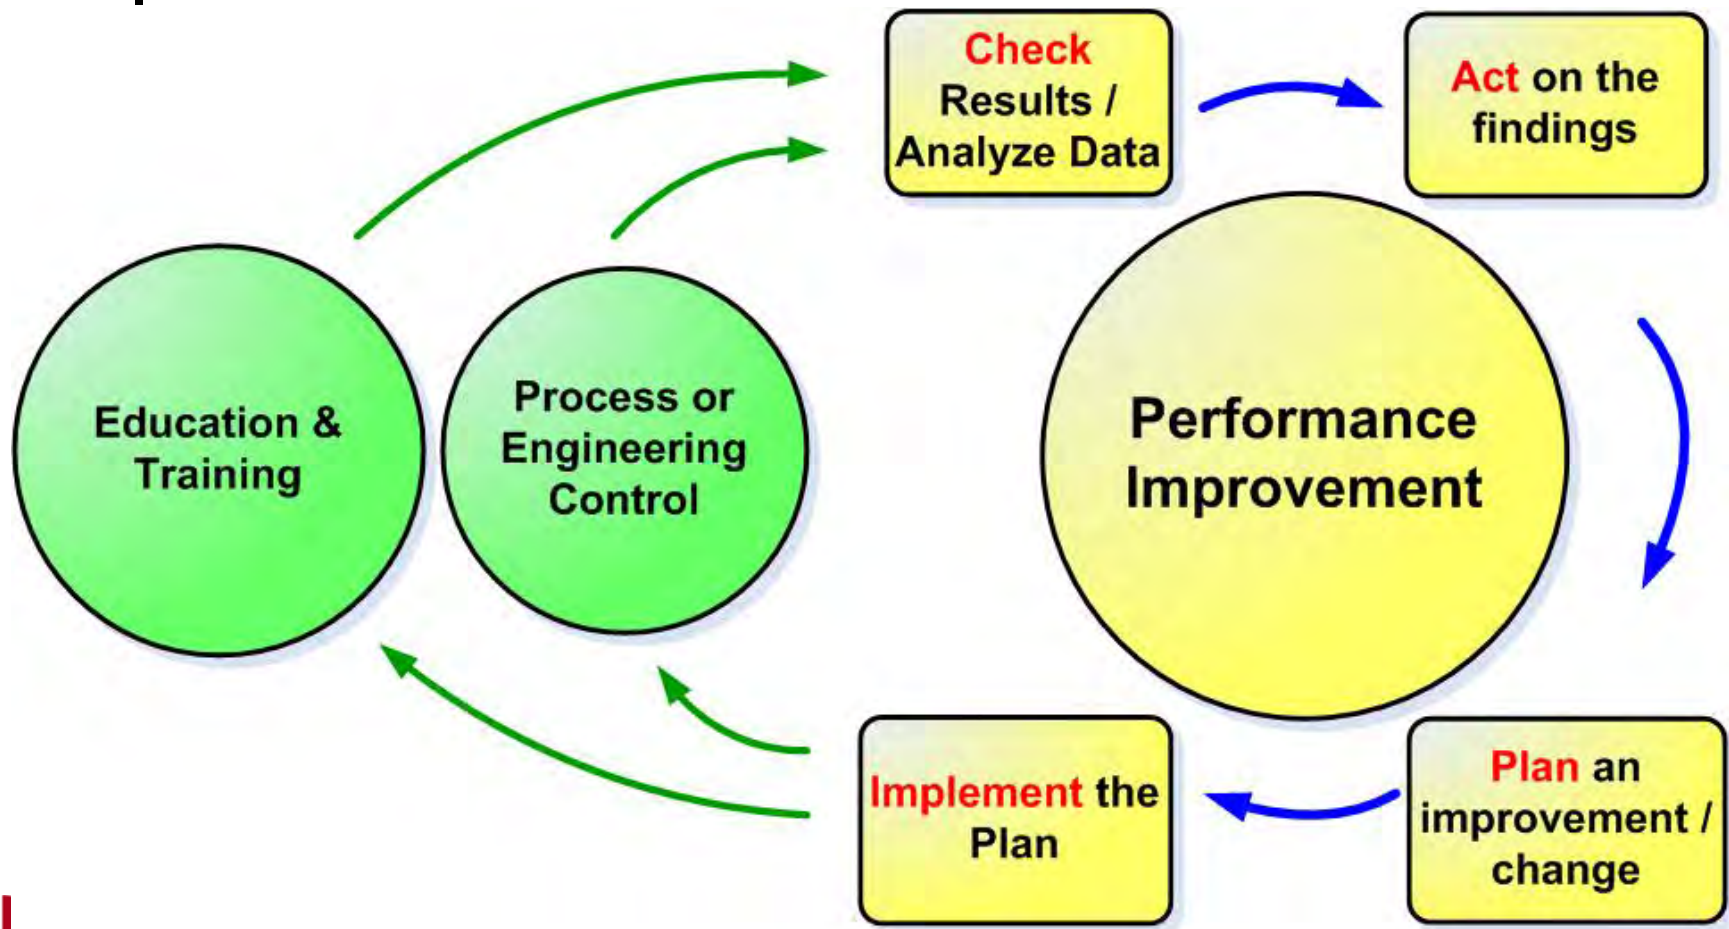 Check
Results /
Analyze Data
Act on the
findings
Education &
Training
Process or
Engineering
Control
Performance
Improvement
Implement the
Plan
Plan an
improvement /
change